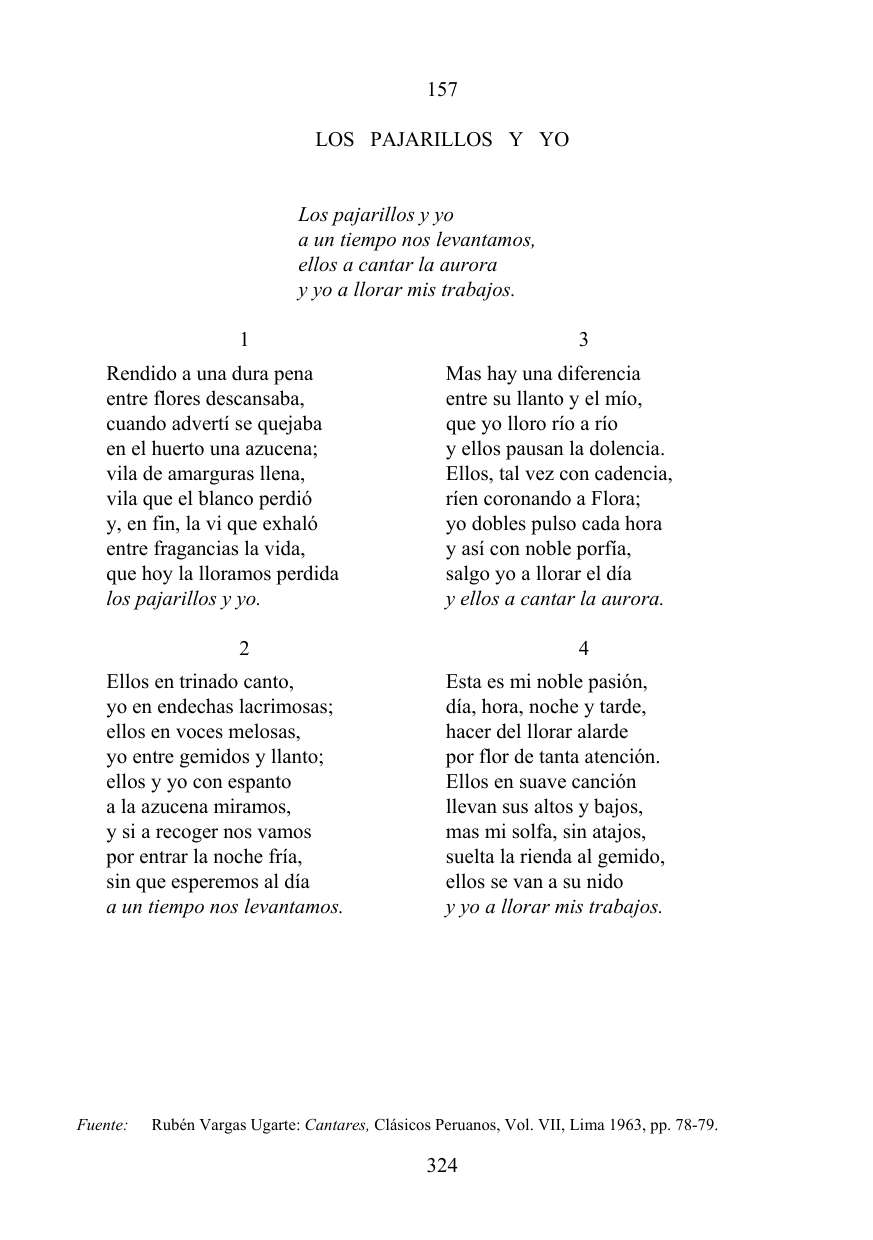 157
LOS PAJARILLOS Y YO
Los pajarillos y yo
a un tiempo nos levantamos,
ellos a cantar la aurora
y yo a llorar mis trabajos.
1
Rendido a una dura pena
entre flores descansaba,
cuando advertí se quejaba
en el huerto una azucena;
vila de amarguras llena,
vila que el blanco perdió
y, en fin, la vi que exhaló
entre fragancias la vida,
que hoy la lloramos perdida
los pajarillos y yo.
2
Ellos en trinado canto,
yo en endechas lacrimosas;
ellos en voces melosas,
yo entre gemidos y llanto;
ellos y yo con espanto
a la azucena miramos,
y si a recoger nos vamos
por entrar la noche fría,
sin que esperemos al día
a un tiempo nos levantamos.
3
Mas hay una diferencia
entre su llanto y el mío,
que yo lloro río a río
y ellos pausan la dolencia.
Ellos, tal vez con cadencia,
ríen coronando a Flora;
yo dobles pulso cada hora
y así con noble porfía,
salgo yo a llorar el día
y ellos a cantar la aurora.
4
Esta es mi noble pasión,
día, hora, noche y tarde,
hacer del llorar alarde
por flor de tanta atención.
Ellos en suave canción
llevan sus altos y bajos,
mas mi solfa, sin atajos,
suelta la rienda al gemido,
ellos se van a su nido
y yo a llorar mis trabajos.
Fuente: Rubén Vargas Ugarte: Cantares, Clásicos Peruanos, Vol. VII, Lima 1963, pp. 78-79.
324